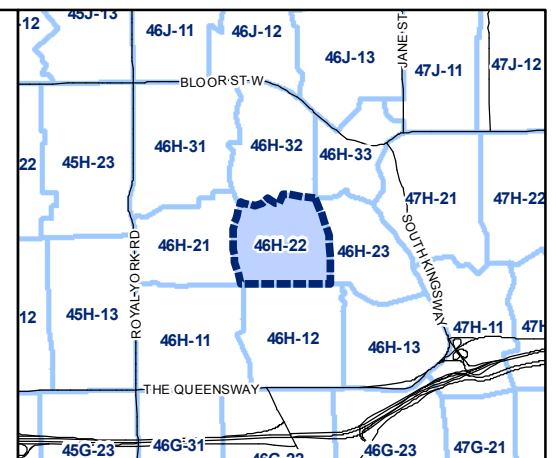 -12
45J-13
46J-11
46J-12
46J-13
JANE ST
47J-11
47J-12
BLOOR ST W
22
45H-23
46H-31
46H-32
46H-33
47H-21
47H-22
46H-21
46H-22
46H-23
SOUTH KINGSWAY
ROYAL YORK RD
12
45H-13
46H-11
46H-12
46H-13
47H-11
47H
THE QUEENSWAY
45G-23
46G-31
46G-23
47G-21